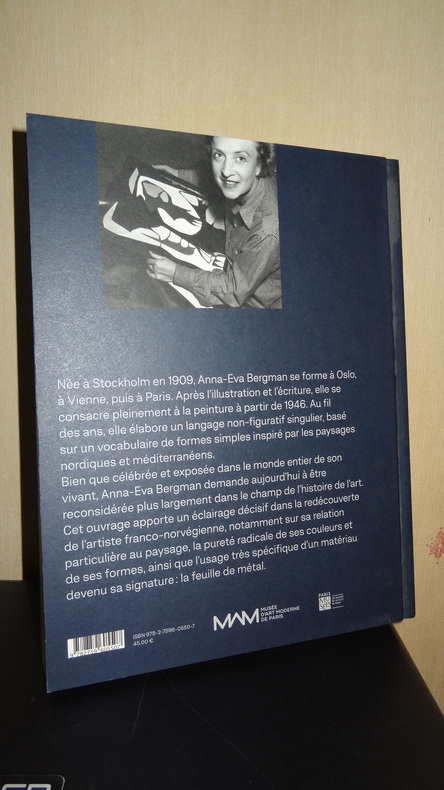 Née à Stockholm en 1909, Anna-Eva Bergman se forme à Oslo,
à Vienne, puis à Paris. Après l'illustration et l'écriture, elle se
consacre pleinement à la peinture à partir de 1946. Au fil
des ans, elle élabore un langage non-figuratif singulier, basé
sur un vocabulaire de formes simples inspiré par les paysages
nordiques et méditerranéens.
Bien que célébrée et exposée dans le monde entier de son
vivant, Anna-Eva Bergman demande aujourd'hui à être
reconsidérée plus largement dans le champ de l'histoire de l'art.
Cet ouvrage apporte un éclairage décisif dans la redécouverte
de l'artiste franco-norvégienne, notamment sur sa relation
particulière au paysage, la pureté radicale de ses couleurs et
de ses formes, ainsi que l'usage très spécifique d'un matériau
devenu sa signature : la feuille de métal.
ISBN 978-2-7596-0550-7
45,00 €
MAM
MUSÉE
D'ART MODERNE
DE PARIS
PARIS
MUSÉES